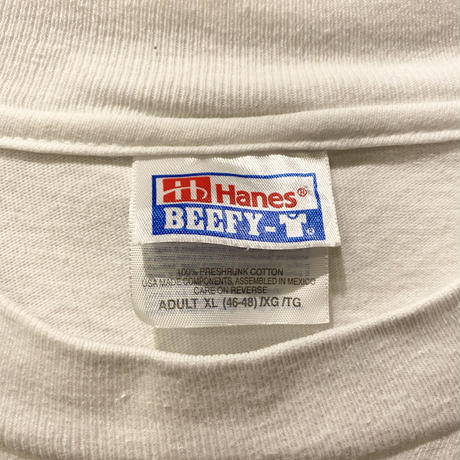 Hanes®
BEEFY-T®
100% PRESHRUNK COTTON
USA MADE COMPONENTS, ASSEMBLED IN MEXICO
CARE ON REVERSE
ADULT XL (46-48) /XG /TG